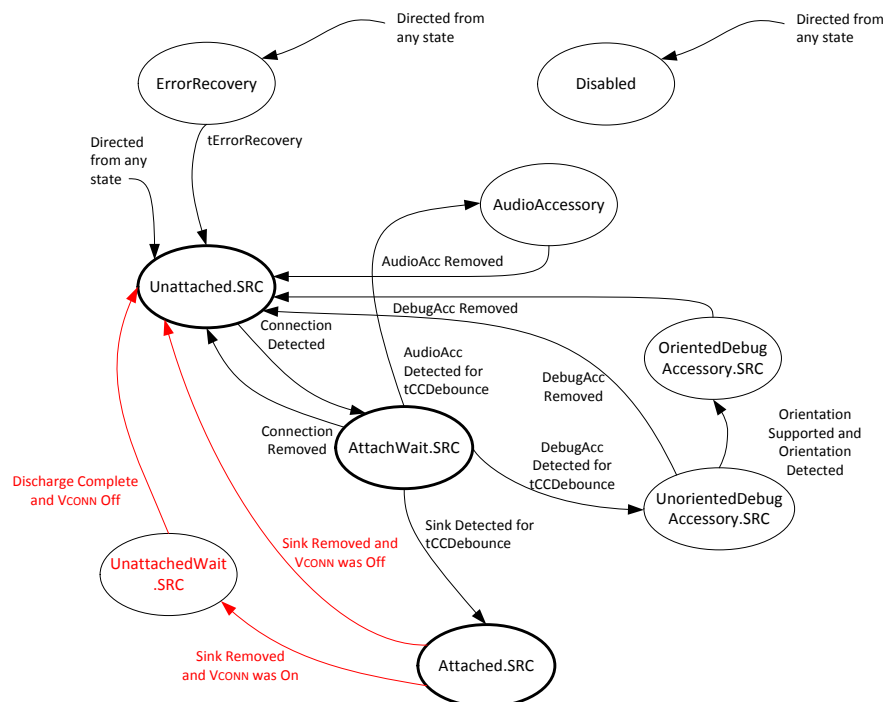 Directed from
any state
ErrorRecovery
Directed from
any state
Disabled
tErrorRecovery
Directed
from any
state
AudioAccessory
AudioAcc Removed
Unattached.SRC
DebugAcc Removed
Connection
Detected
OrientedDebug
Accessory.SRC
AudioAcc
Detected for
tCCDebounce
DebugAcc
Removed
Connection
Removed
AttachWait.SRC
Orientation
Supported and
Orientation
Detected
DebugAcc
Detected for
tCCDebounce
UnorientedDebug
Accessory.SRC
Discharge Complete
and VCONN Off
Sink Detected for
tCCDebounce
Sink Removed and
VCONN was Off
UnattachedWait
.SRC
Attached.SRC
Sink Removed
and VCONN was On